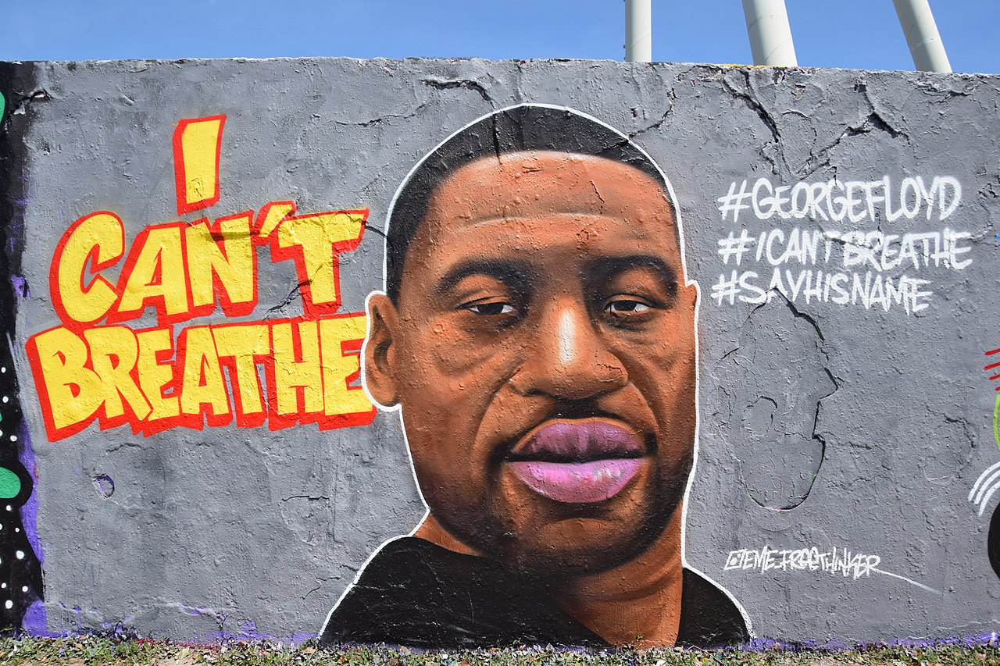 I
CAN'T
BREATHE
#GEORGEFLOYD
#ICANTBREATHE
#SAYHISNAME
@EME_FREETHINKER